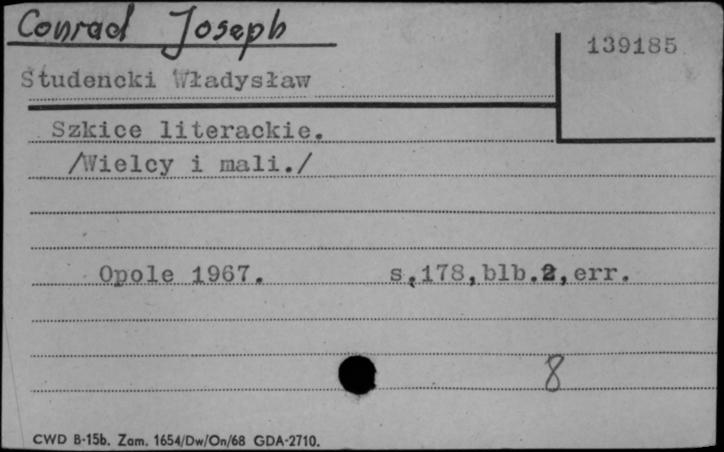 Conrad Joseph
139185
Studencki Władysław
Szkice literackie.
/Wielcy i mali./
Opole 1967. s,178,blb.2,err.
8
CWD B-15b. Zam. 1654/Dw/On/68 GDA-2710.